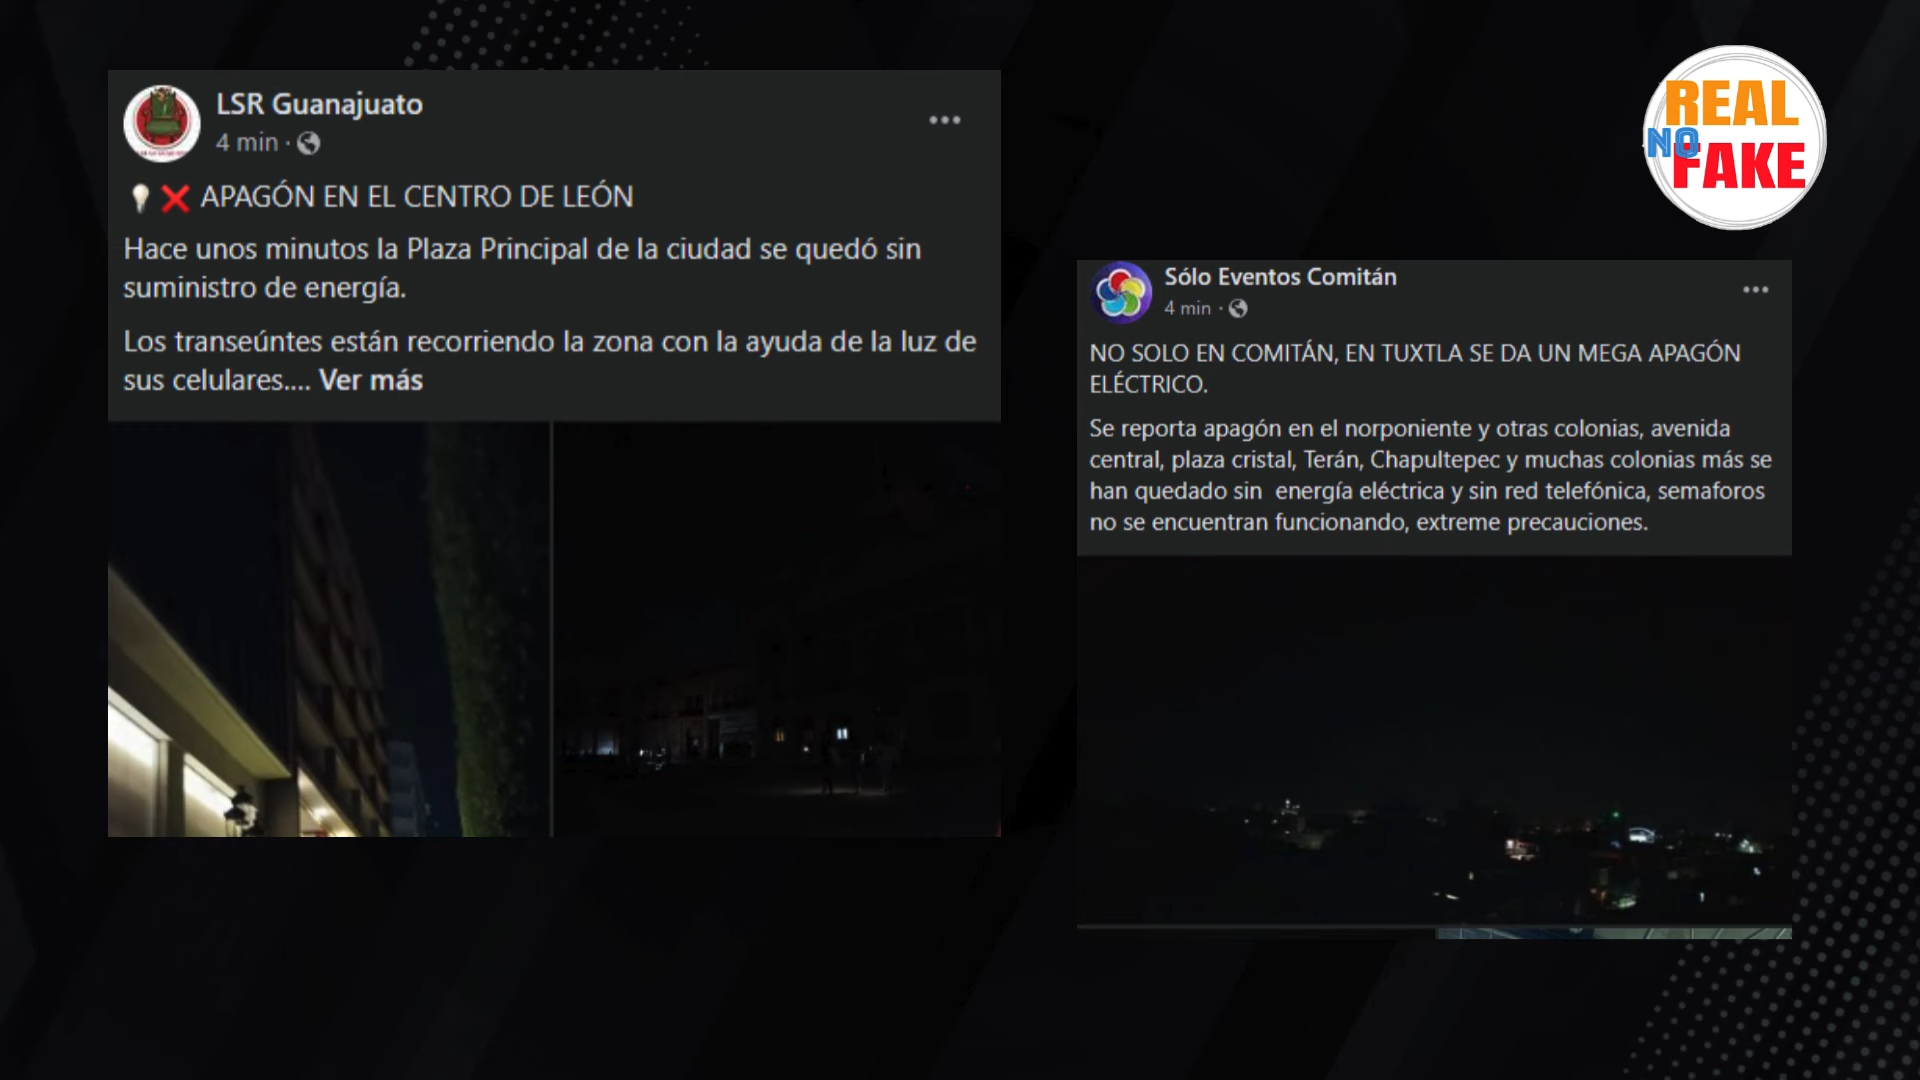 LSR Guanajuato
4 min ·
APAGÓN EN EL CENTRO DE LEÓN
Hace unos minutos la Plaza Principal de la ciudad se quedó sin
suministro de energía.
Los transeúntes están recorriendo la zona con la ayuda de la luz de
sus celulares.... Ver más
REAL
NO
FAKE
Sólo Eventos Comitán
4 min ·
NO SOLO EN COMITÁN, EN TUXTLA SE DA UN MEGA APAGÓN
ELÉCTRICO.
Se reporta apagón en el norponiente y otras colonias, avenida
central, plaza cristal, Terán, Chapultepec y muchas colonias más se
han quedado sin  energía eléctrica y sin red telefónica, semaforos
no se encuentran funcionando, extreme precauciones.